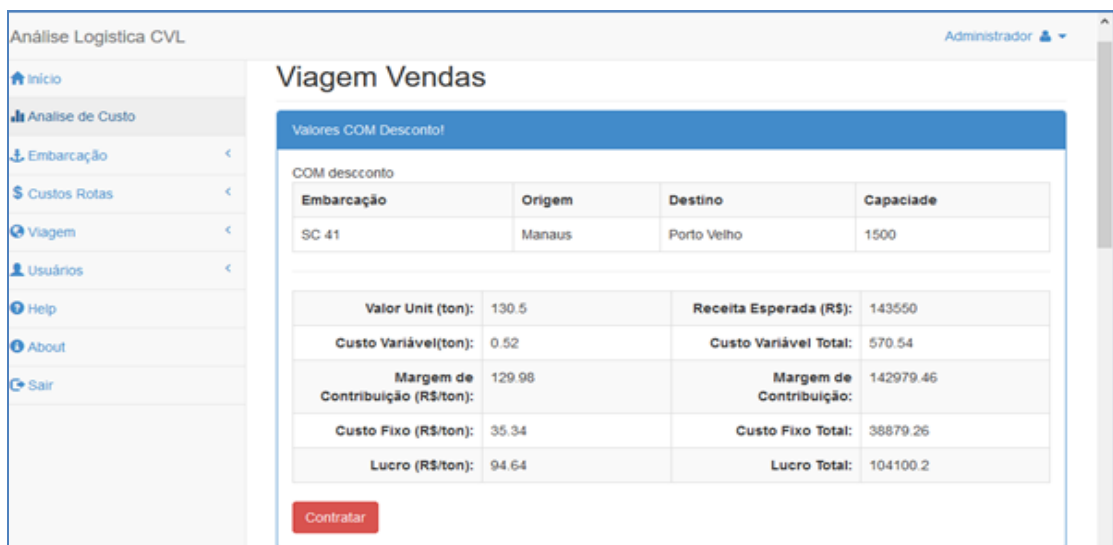 Análise Logistica CVL
Administrador
Início
Analise de Custo
Embarcação
Custos Rotas
Viagem
Usuários
Help
About
Sair
Viagem Vendas
Valores COM Desconto!
COM descconto
Embarcação Origem Destino Capaciade
SC 41 Manaus Porto Velho 1500
Valor Unit (ton): 130.5 Receita Esperada (R$): 143550
Custo Variável(ton): 0.52 Custo Variável Total: 570.54
Margem de 129.98 Margem de 142979.46
Contribuição (R$/ton): Contribuição:
Custo Fixo (R$/ton): 35.34 Custo Fixo Total: 38879.26
Lucro (R$/ton): 94.64 Lucro Total: 104100.2
Contratar